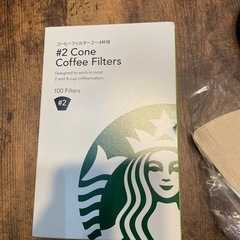 コーヒーフィルター 2〜4杯用
#2 Cone
Coffee Filters
Designed to work in most
2 and 4-cup coffeemakers
100 Filters
#2